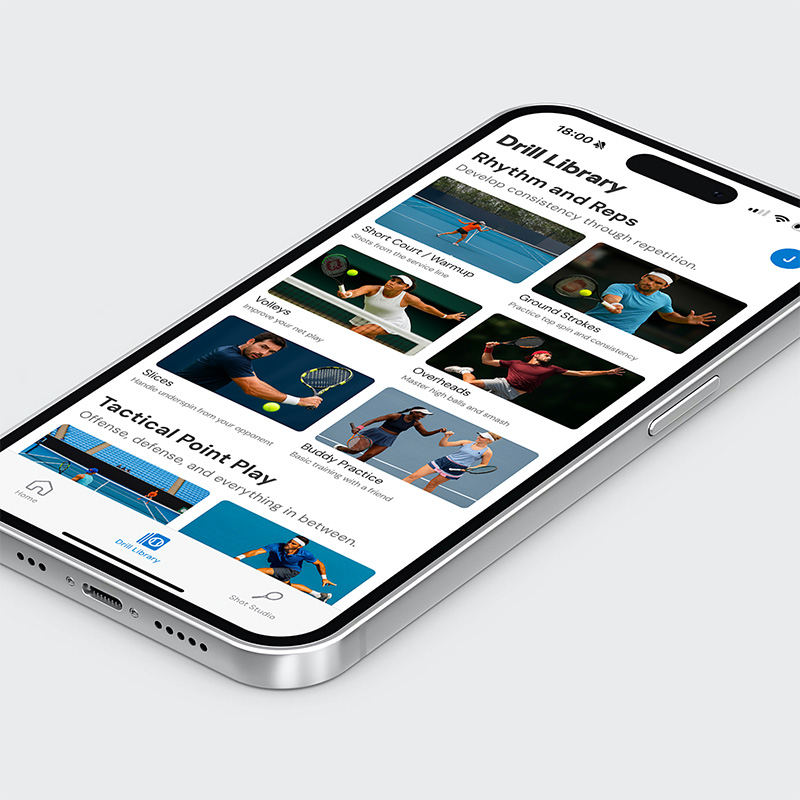 18:00
Drill Library
Rhythm and Reps
Develop consistency through repetition.
Short Court / Warmup
Shots from the service line
Ground Strokes
Practice top spin and consistency
Volleys
Improve your net play
Overheads
Master high balls and smash
Slices
Handle underspin from your opponent
Buddy Practice
Basic training with a friend
Tactical Point Play
Offense, defense, and everything in between.
Home
Drill Library
Shot Studio